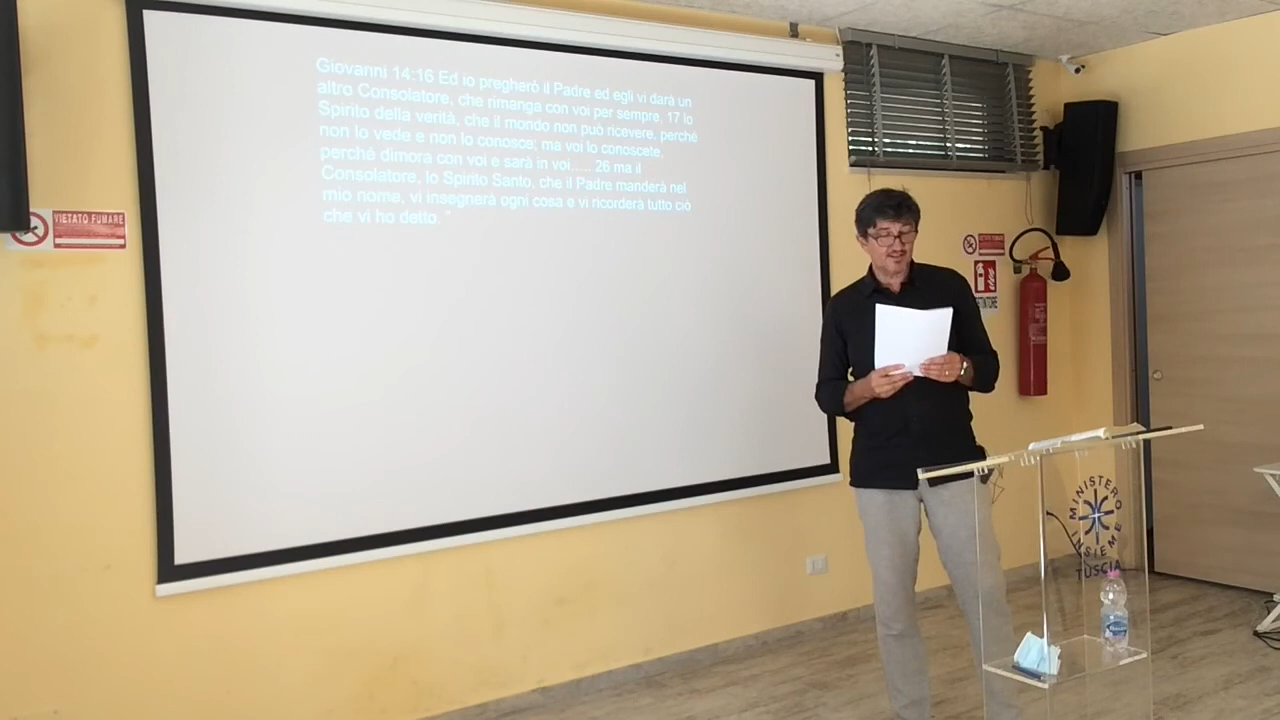 Giovanni 14:16 Ed io pregherò il Padre ed egli vi darà un
altro Consolatore, che rimanga con voi per sempre, 17 lo
Spirito della verità, che il mondo non può ricevere, perché
non lo vede e non lo conosce; ma voi lo conoscete,
perché dimora con voi e sarà in voi..... 26 ma il
Consolatore, lo Spirito Santo, che il Padre manderà nel
mio nome, vi insegnerà ogni cosa e vi ricorderà tutto ciò
che vi ho detto. "
VIETATO FUMARE
VIETATO FUMARE
MINISTERO
INSIEME
TUSCIA